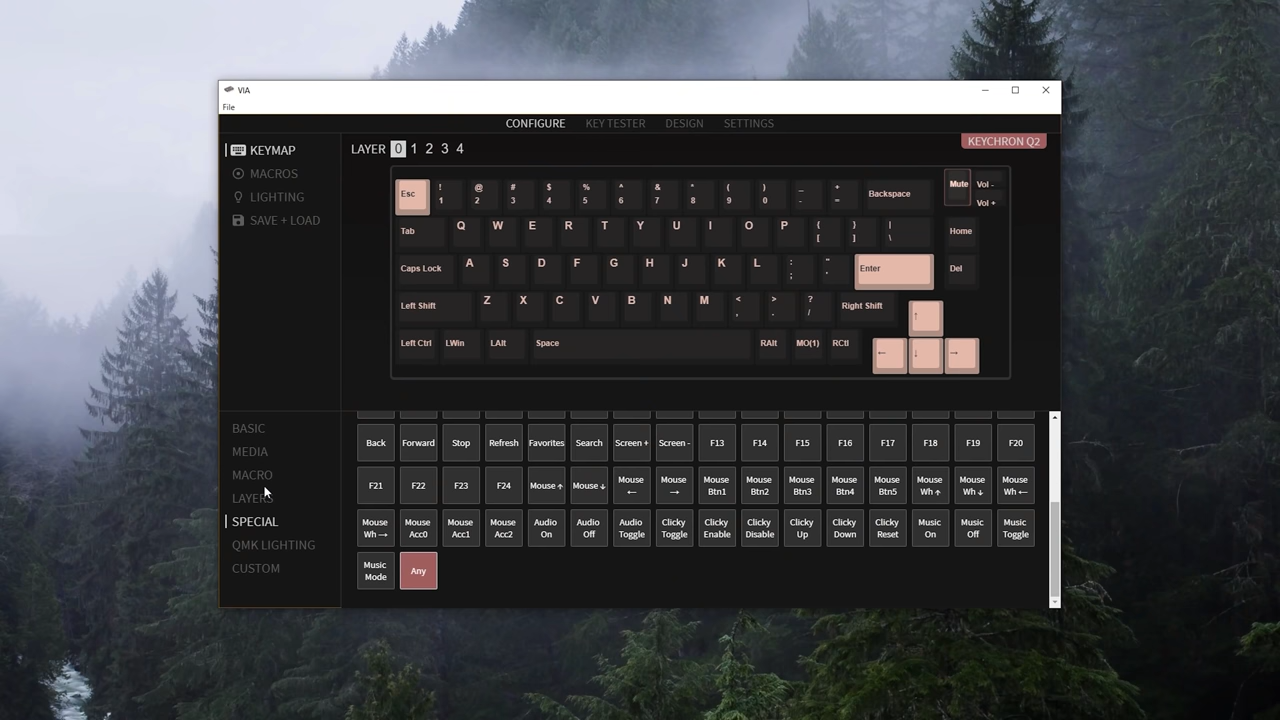 VIA
File
CONFIGURE KEY TESTER DESIGN SETTINGS
KEYCHRON Q2
KEYMAP
MACROS
LIGHTING
SAVE + LOAD
LAYER 0 1 2 3 4
Esc ! 1 @ 2 # 3 $ 4 % 5 ^ 6 & 7 * 8 ( 9 ) 0 _ - + = Backspace Mute Vol - Vol +
Tab Q W E R T Y U I O P { [ } ] | \ Home
Caps Lock A S D F G H J K L : ; " ' Enter Del
Left Shift Z X C V B N M < , > . ? / Right Shift ↑
Left Ctrl LWin LAlt Space RAlt MO(1) RCtl ← ↓ →
BASIC
MEDIA
MACRO
LAYERS
SPECIAL
QMK LIGHTING
CUSTOM
Back Forward Stop Refresh Favorites Search Screen + Screen - F13 F14 F15 F16 F17 F18 F19 F20
F21 F22 F23 F24 Mouse ↑ Mouse ↓ Mouse ← Mouse → Mouse Btn1 Mouse Btn2 Mouse Btn3 Mouse Btn4 Mouse Btn5 Mouse Wh ↑ Mouse Wh ↓ Mouse Wh ←
Mouse Wh → Mouse Acc0 Mouse Acc1 Mouse Acc2 Audio On Audio Off Audio Toggle Clicky Toggle Clicky Enable Clicky Disable Clicky Up Clicky Down Clicky Reset Music On Music Off Music Toggle
Music Mode Any